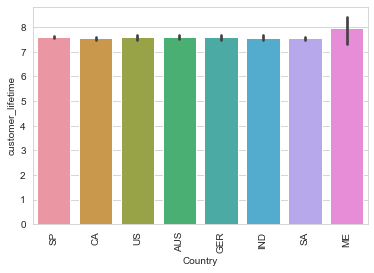 customer_lifetime
8
7
6
5
4
3
2
1
0
SP
CA
US
AUS
GER
IND
SA
ME
Country